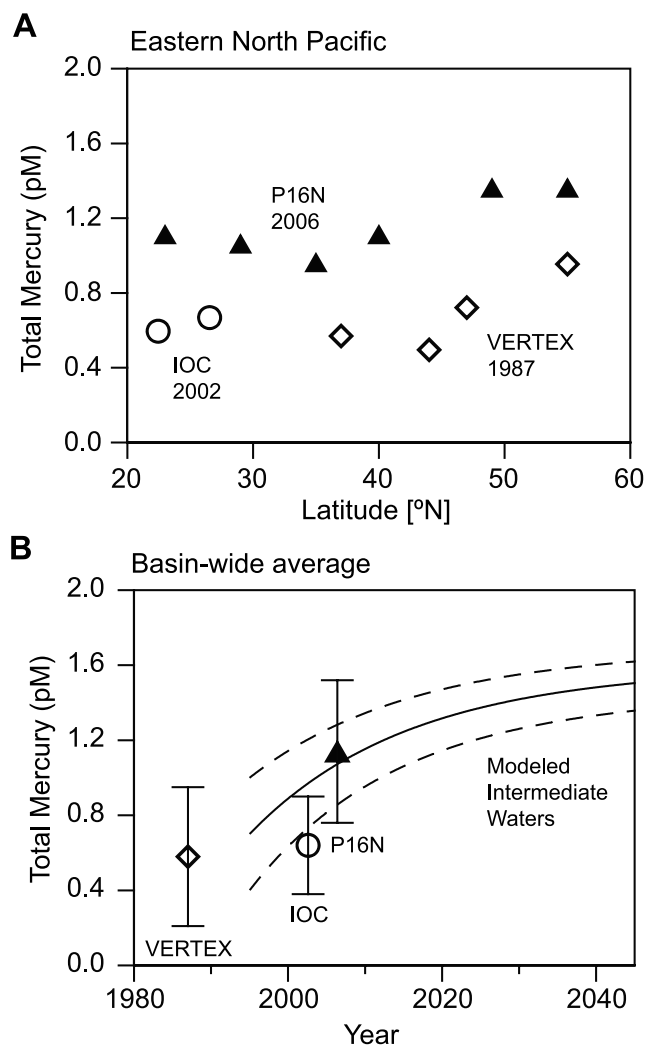 A
Eastern North Pacific
2.0
1.6
1.2
0.8
0.4
0.0
Total Mercury (pM)
P16N
2006
IOC
2002
VERTEX
1987
20
30
40
50
60
Latitude [ºN]
B
Basin-wide average
2.0
1.6
1.2
0.8
0.4
0.0
Total Mercury (pM)
Modeled
Intermediate
Waters
P16N
IOC
VERTEX
1980
2000
2020
2040
Year